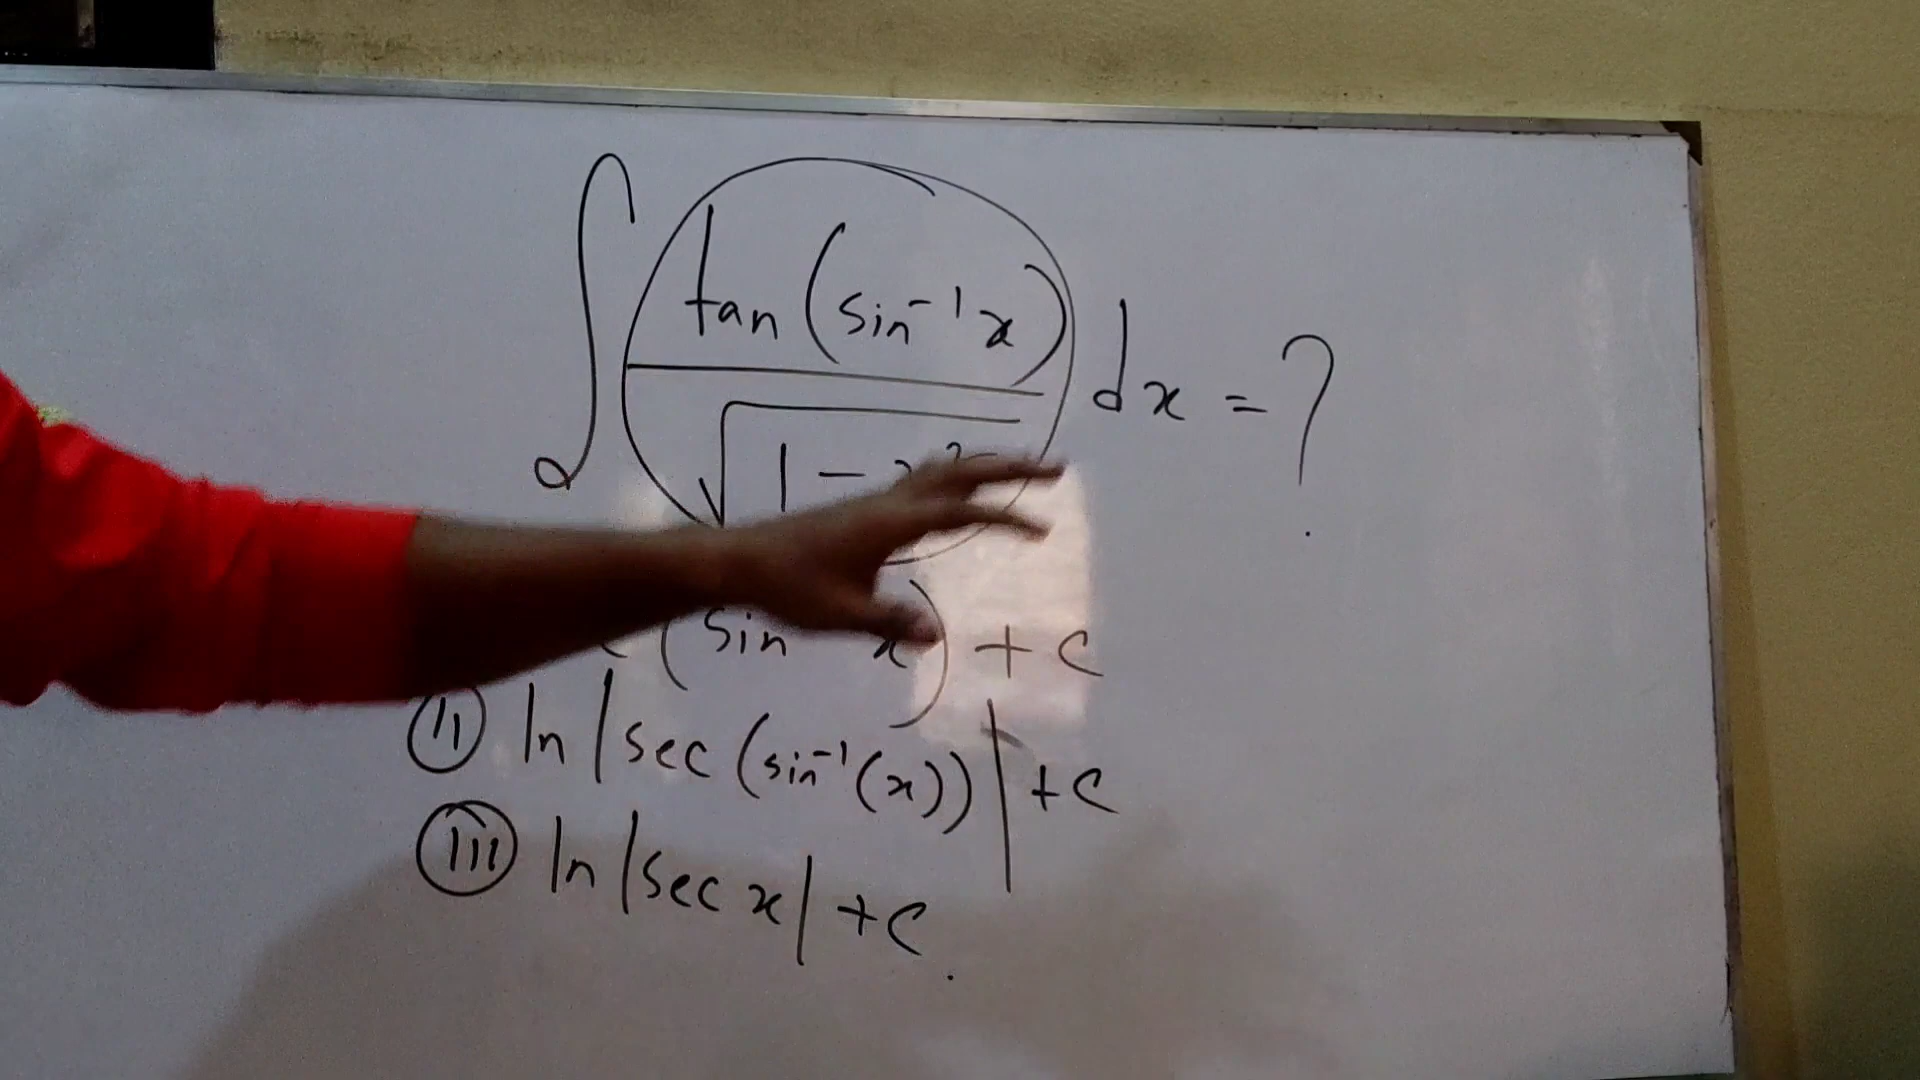 ∫ tan(sin⁻¹x) / √(1 − x²) dx = ?
(sin x) + c
(ii) ln |sec (sin⁻¹(x))| + c
(iii) ln |sec x| + c.